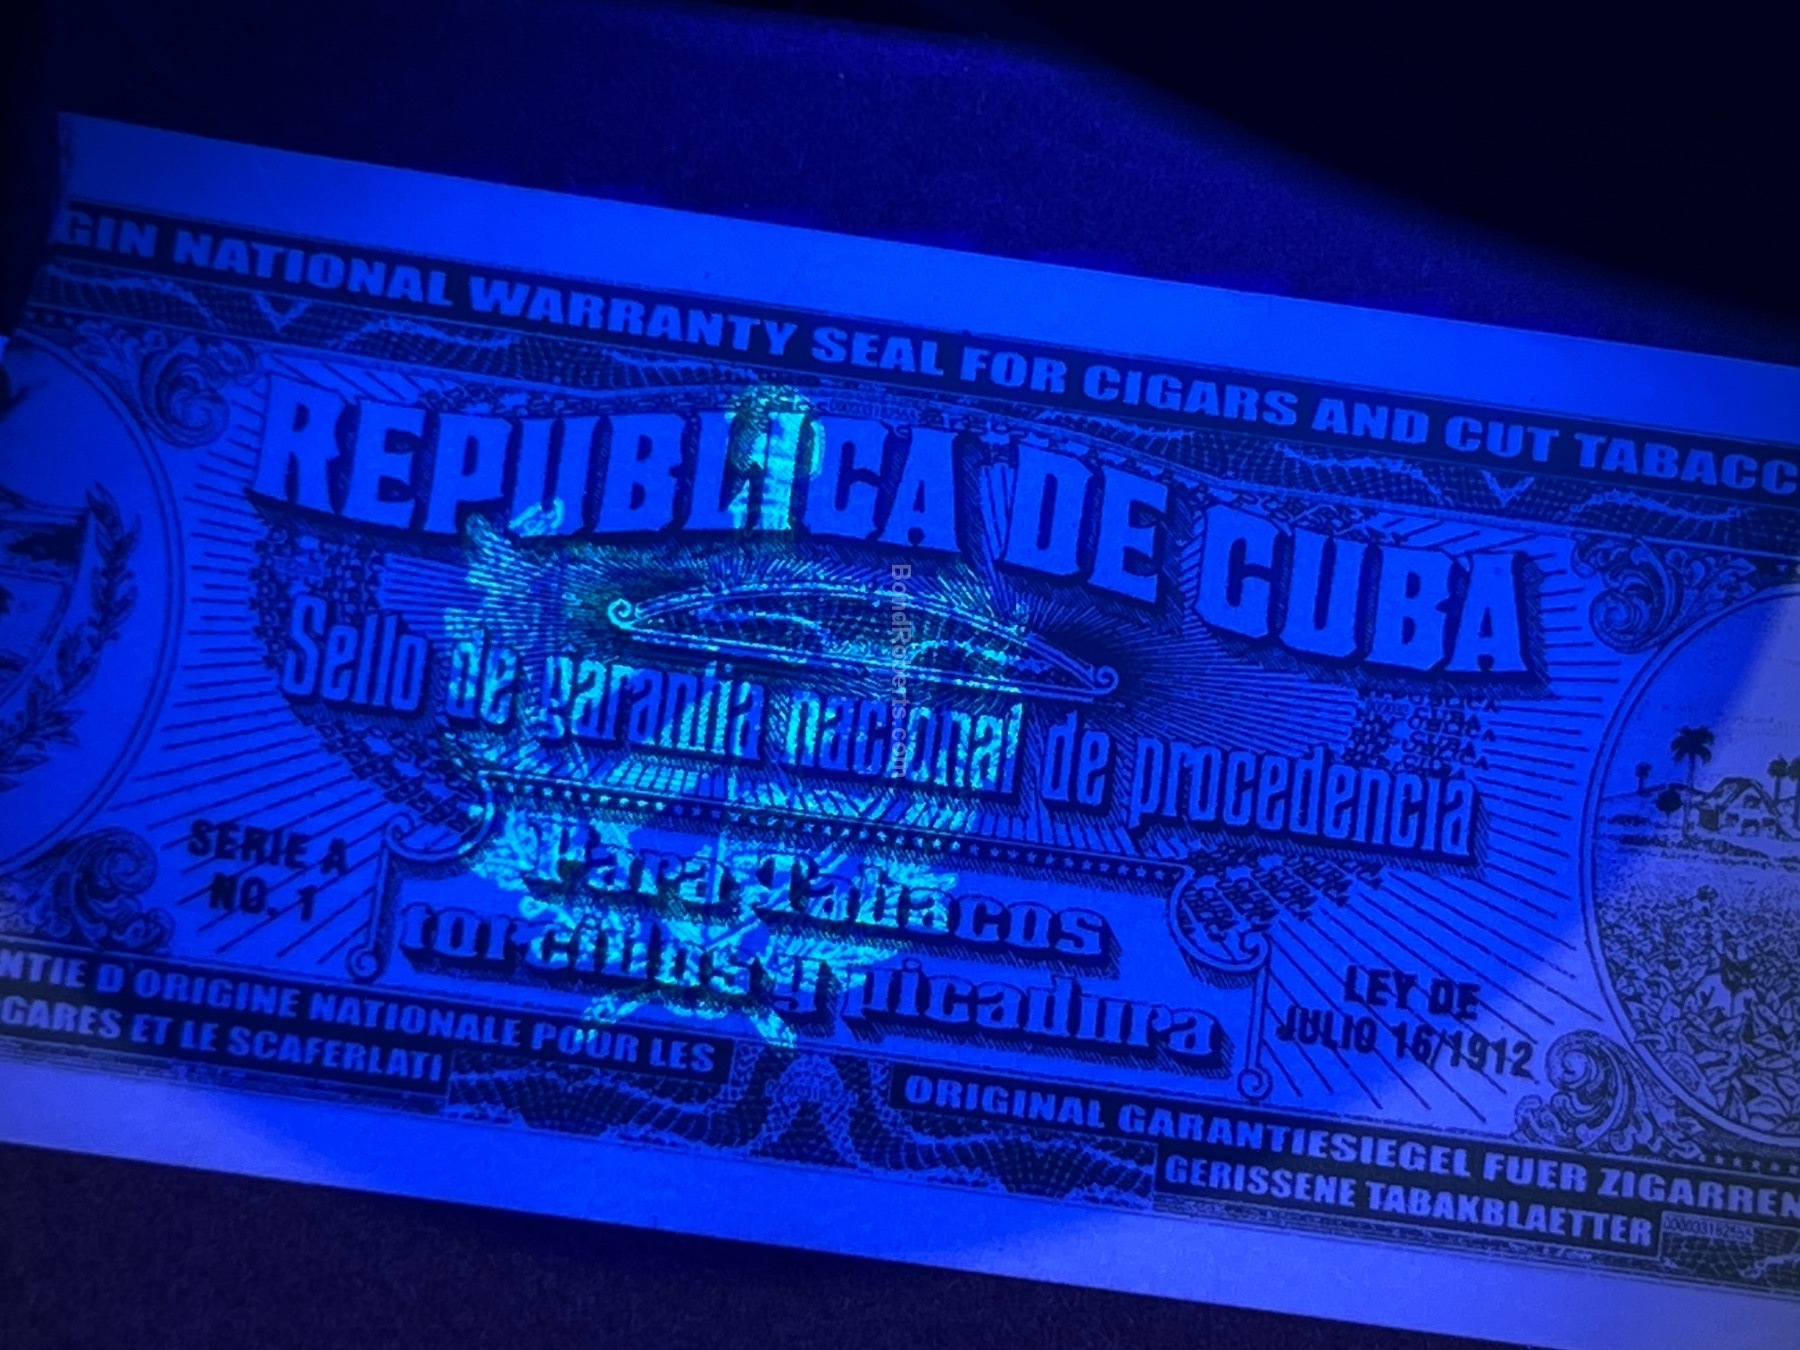 GIN NATIONAL WARRANTY SEAL FOR CIGARS AND CUT TABACC
REPUBLICA DE CUBA
Sello de garantia nacional de procedencia
Para Tabacos
torcidos y picadura
SERIE A
NO. 1
LEY DE
JULIO 16/1912
NTIE D'ORIGINE NATIONALE POUR LES
GARES ET LE SCAFERLATI
ORIGINAL GARANTIESIEGEL FUER ZIGARREN
GERISSENE TABAKBLAETTER
BondRoberts.com